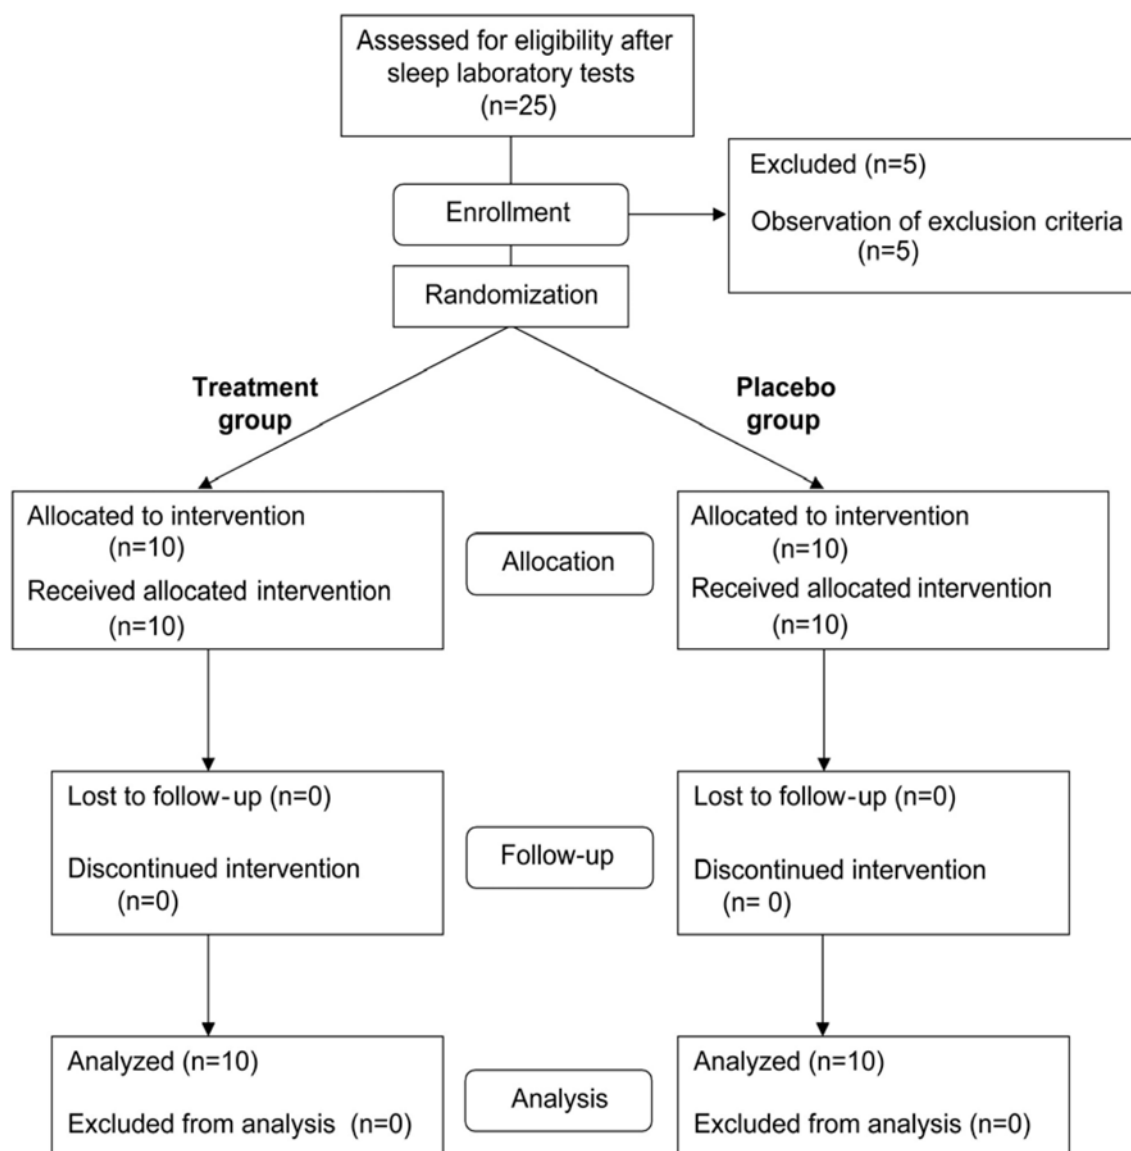 Assessed for eligibility after
sleep laboratory tests
(n=25)
Enrollment
Excluded (n=5)
Observation of exclusion criteria
(n=5)
Randomization
Treatment
group
Placebo
group
Allocated to intervention
(n=10)
Received allocated intervention
(n=10)
Allocation
Allocated to intervention
(n=10)
Received allocated intervention
(n=10)
Lost to follow-up (n=0)
Discontinued intervention
(n=0)
Follow-up
Lost to follow-up (n=0)
Discontinued intervention
(n= 0)
Analyzed (n=10)
Excluded from analysis (n=0)
Analysis
Analyzed (n=10)
Excluded from analysis (n=0)